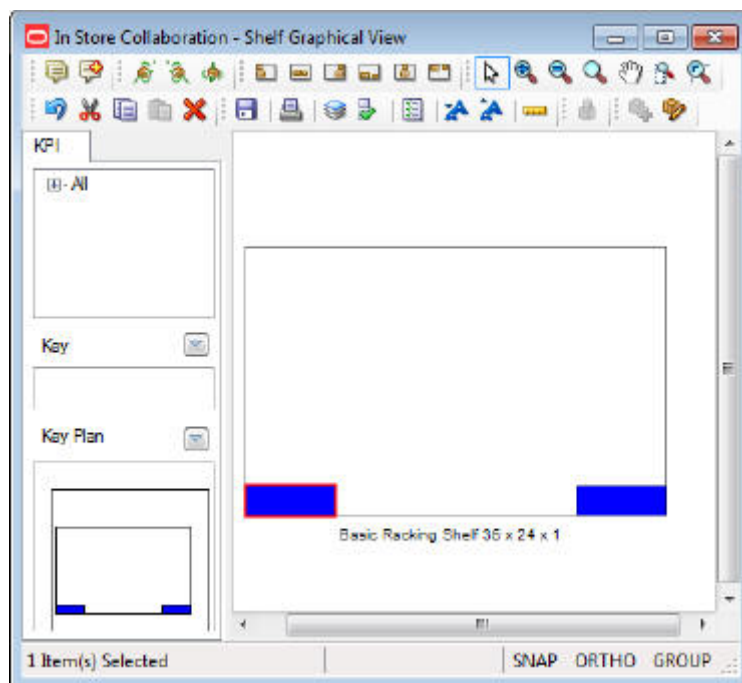 In Store Collaboration - Shelf Graphical View
KPI
All
Key
Key Plan
Basic Racking Shelf 36 x 24 x 1
1 Item(s) Selected
SNAP ORTHO GROUP